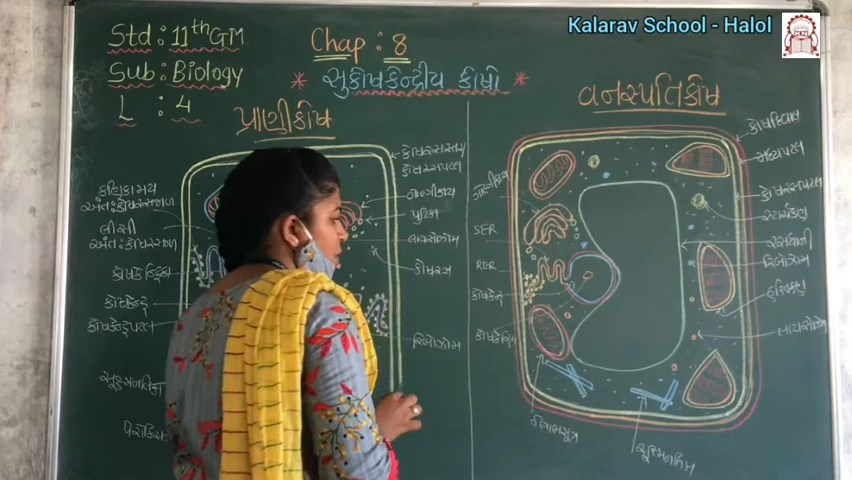 Kalarav School - Halol
Std : 11th GM
Sub : Biology
L : 4
Chap : 8
સુકોષકેન્દ્રીય કોષો
પ્રાણીકોષ
વનસ્પતિકોષ
કોષરસસ્તર
કોષરસપટલ
ગોલ્ગીકાય
લાયસોઝોમ
કોષરસ
રિબોઝોમ
કણિકામય
અંતઃકોષરસજાળ
લીસી
અંતઃકોષરસજાળ
કોષકેન્દ્રિકા
કોષકેન્દ્ર
કોષકેન્દ્રપટલ
સૂક્ષ્મનલિકા
ગોલ્ગીકાય
SER
RER
કોષકેન્દ્ર
કોષદિવાલ
મધ્યપટલ
કોષરસપટલ
સ્ટાર્ચકણ
રસધાની
રિબોઝોમ
હરિતકણ
લાયસોઝોમ
કણાભસૂત્ર
સૂક્ષ્મનલિકા